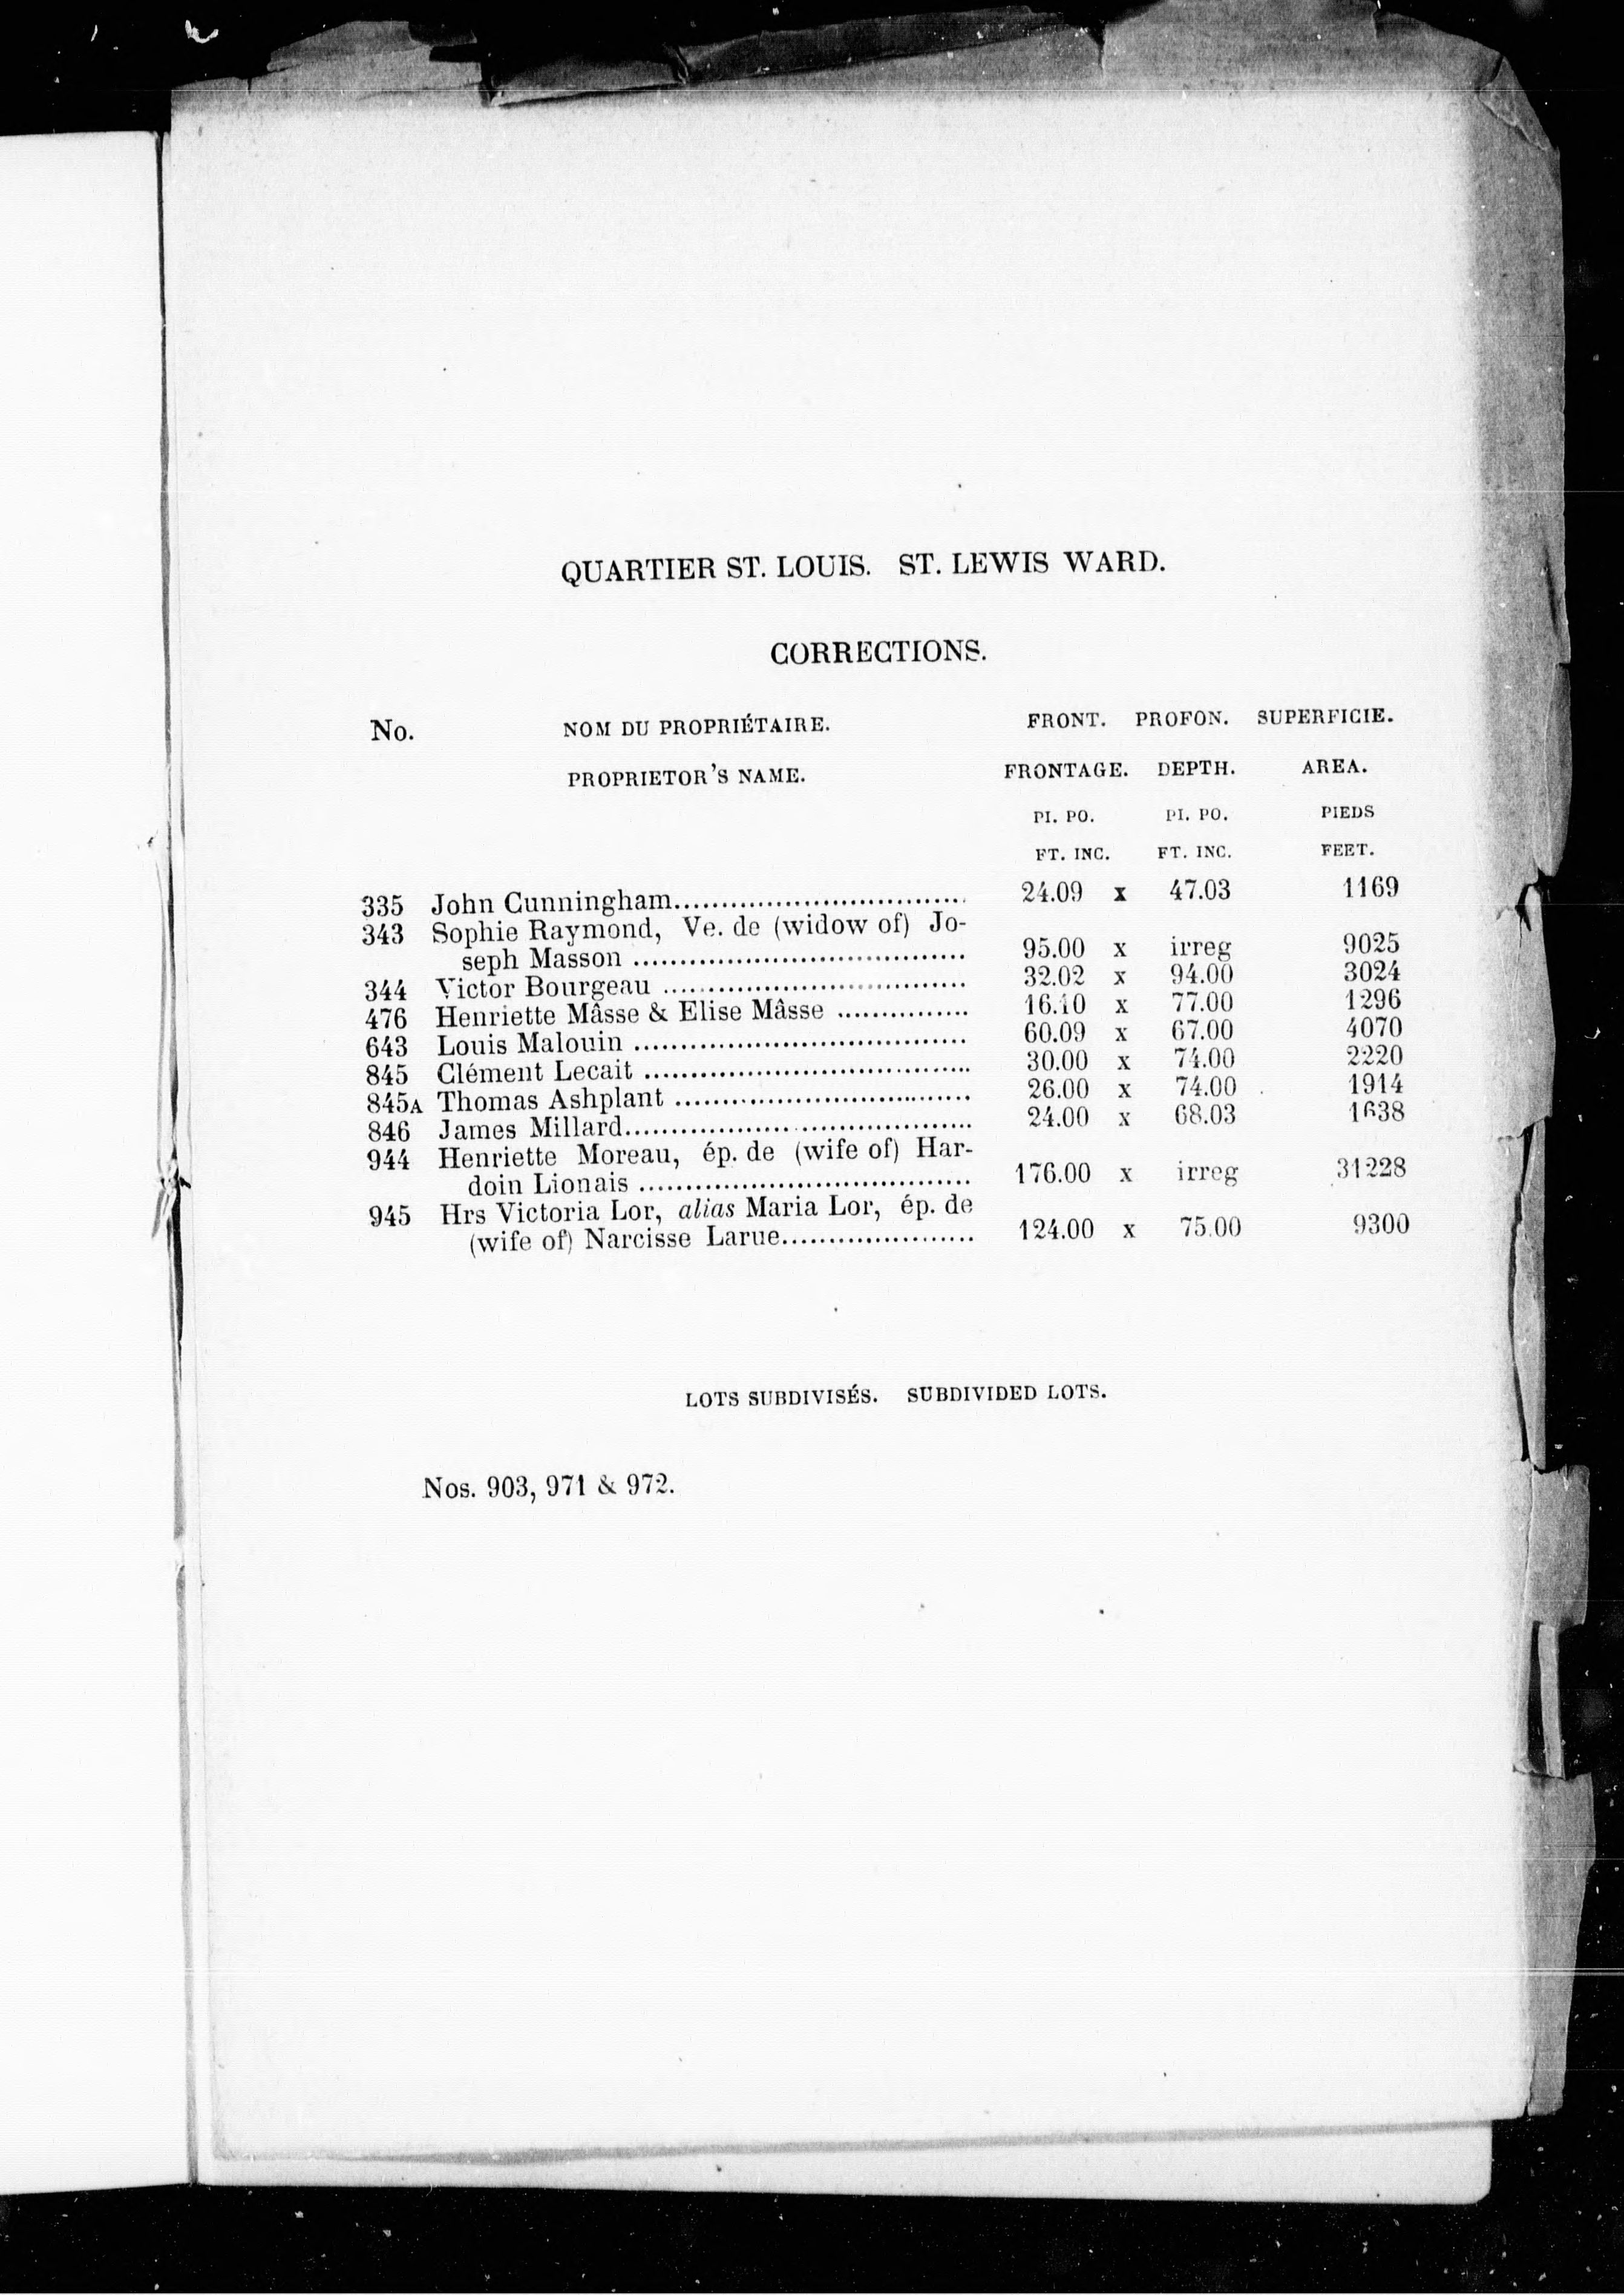 QUARTIER ST. LOUIS. ST. LEWIS WARD.
CORRECTIONS.
No. NOM DU PROPRIÉTAIRE. FRONT. PROFON. SUPERFICIE.
PROPRIETOR'S NAME. FRONTAGE. DEPTH. AREA.
PI. PO. PI. PO. PIEDS
FT. INC. FT. INC. FEET.
335 John Cunningham................................ 24.09 x 47.03 1169
343 Sophie Raymond, Ve. de (widow of) Jo-
seph Masson .................................... 95.00 x irreg 9025
344 Victor Bourgeau ................................ 32.02 x 94.00 3024
476 Henriette Mâsse & Elise Mâsse ............... 16.10 x 77.00 1296
643 Louis Malouin .................................... 60.09 x 67.00 4070
845 Clément Lecait ................................... 30.00 x 74.00 2220
845A Thomas Ashplant ................................ 26.00 x 74.00 1914
846 James Millard..................................... 24.00 x 68.03 1638
944 Henriette Moreau, ép. de (wife of) Har-
doin Lionais .................................... 176.00 x irreg 31228
945 Hrs Victoria Lor, alias Maria Lor, ép. de
(wife of) Narcisse Larue..................... 124.00 x 75.00 9300
LOTS SUBDIVISÉS. SUBDIVIDED LOTS.
Nos. 903, 971 & 972.